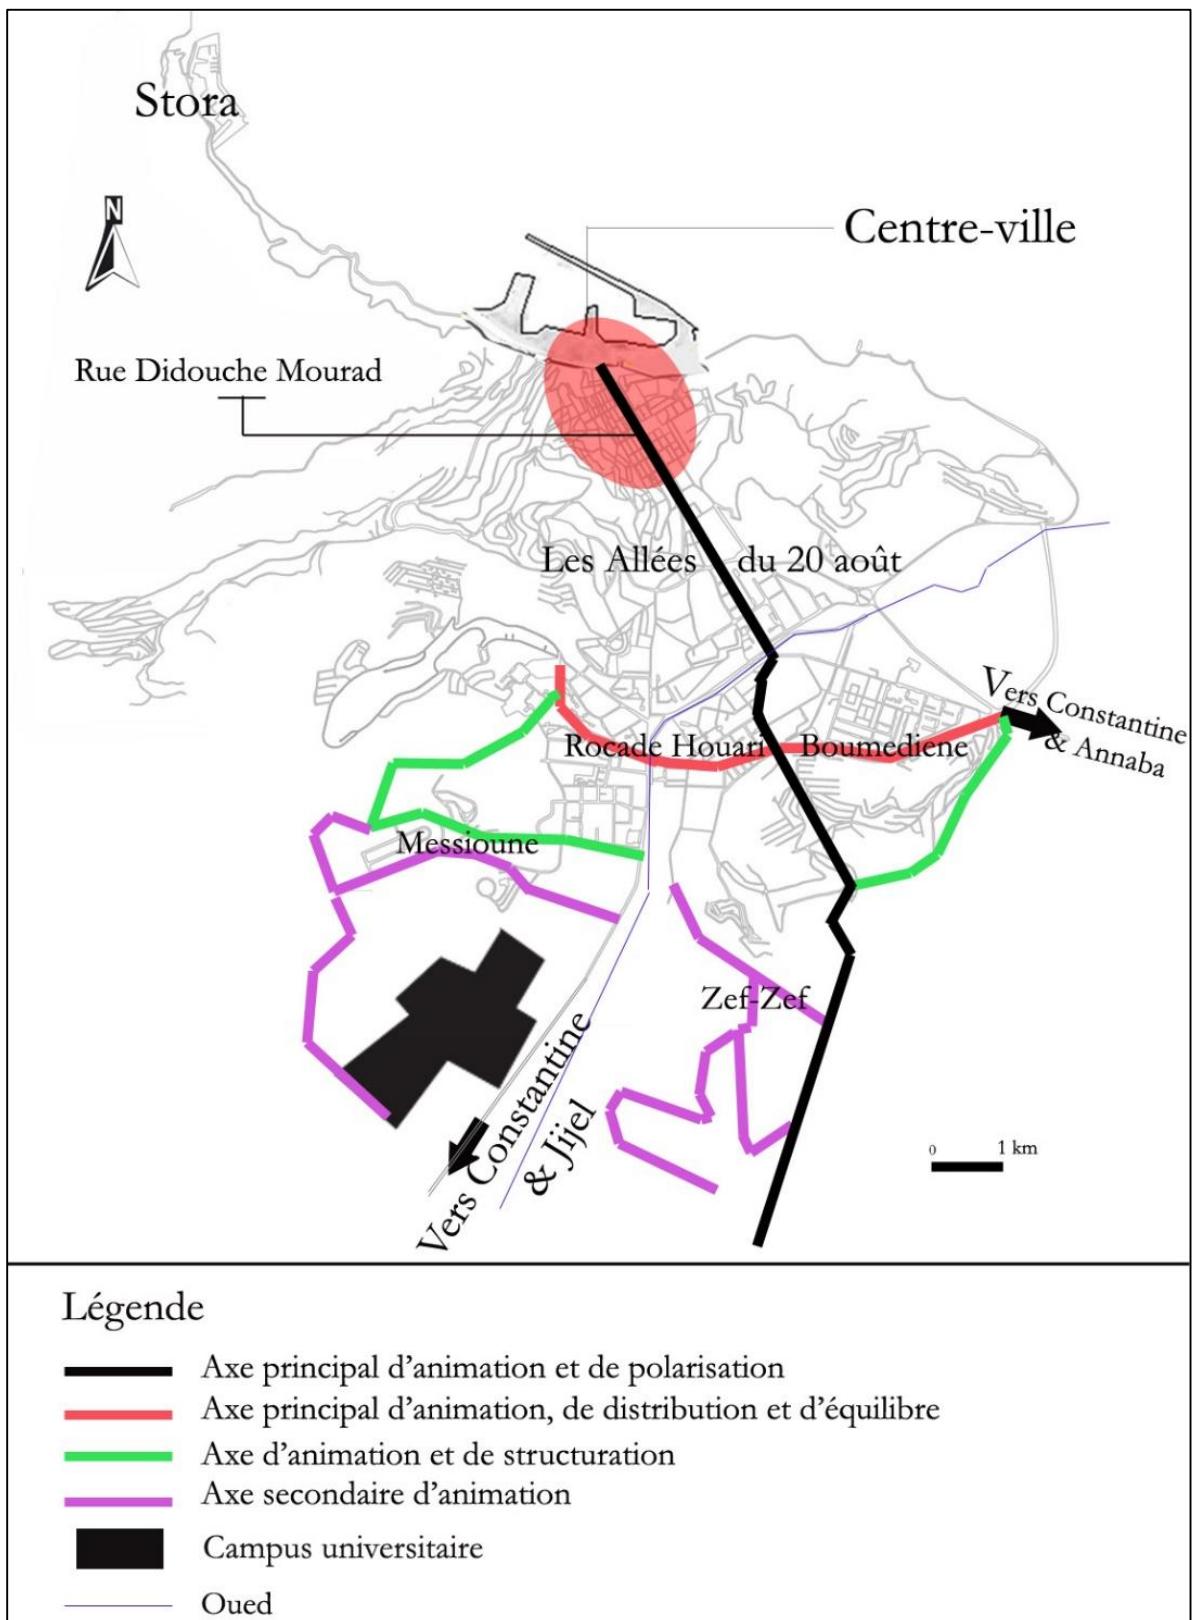 Stora
N
Centre-ville
Rue Didouche Mourad
Les Allées du 20 août
Vers Constantine
& Annaba
Rocade Houari Boumediene
Messioune
Zef-Zef
Vers Constantine
& Jijel
0 1 km
Légende
Axe principal d'animation et de polarisation
Axe principal d'animation, de distribution et d'équilibre
Axe d'animation et de structuration
Axe secondaire d'animation
Campus universitaire
Oued